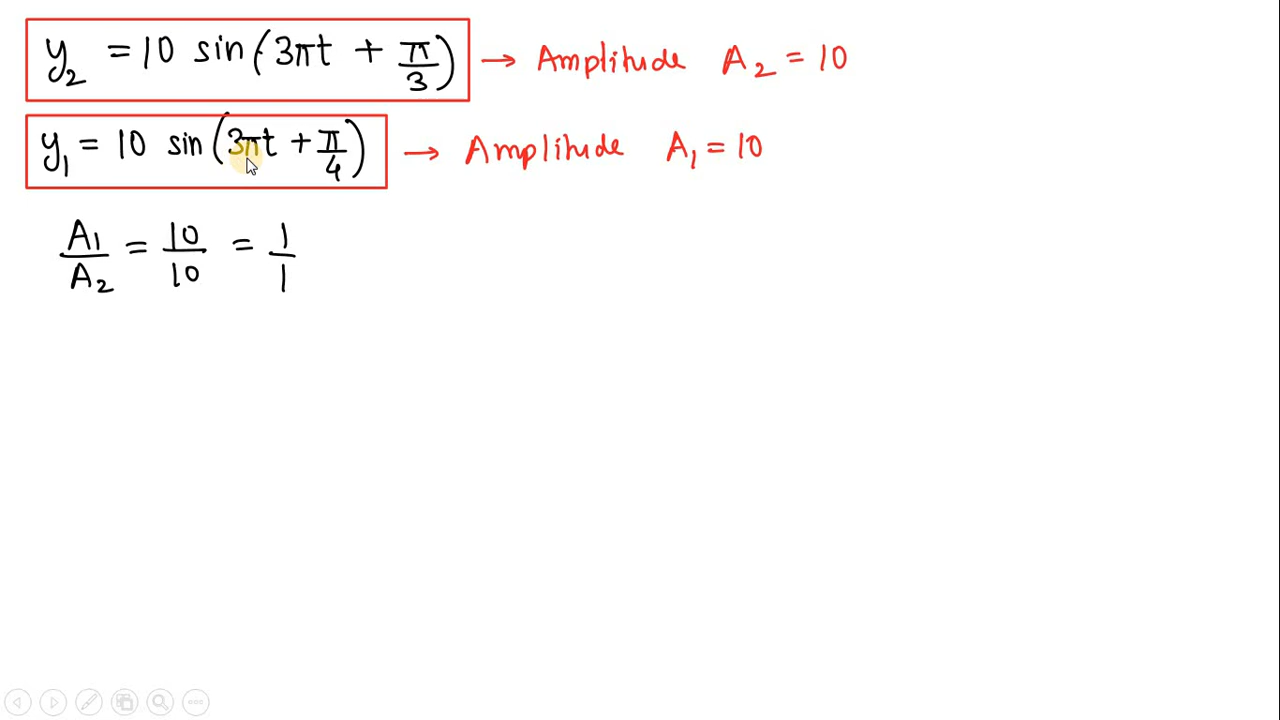 y₂ = 10 sin(3πt + π/3) → Amplitude A₂ = 10
y₁ = 10 sin(3πt + π/4) → Amplitude A₁ = 10
A₁/A₂ = 10/10 = 1/1